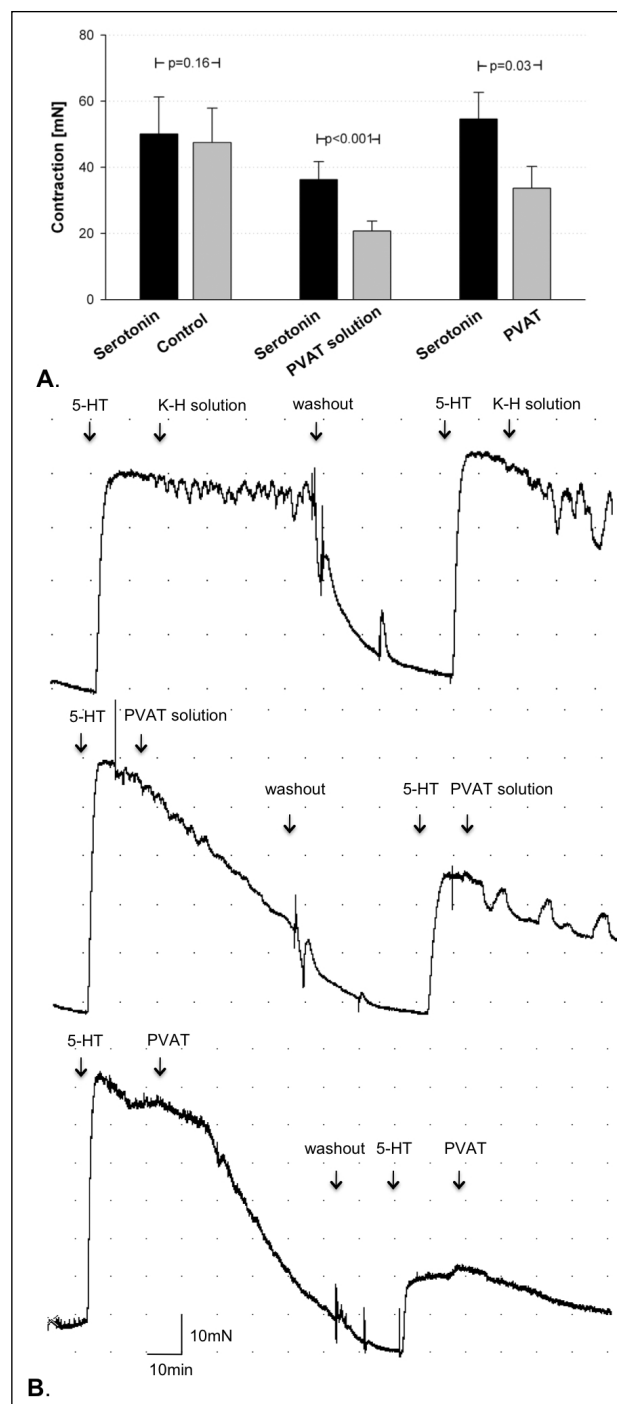 80
p=0.16
p=0.03
60
p<0.001
40
20
0
Contraction [mN]
Serotonin
Control
Serotonin
PVAT solution
Serotonin
PVAT
A.
5-HT K-H solution washout 5-HT K-H solution
5-HT PVAT solution
washout 5-HT PVAT solution
5-HT PVAT
washout 5-HT PVAT
10mN
10min
B.